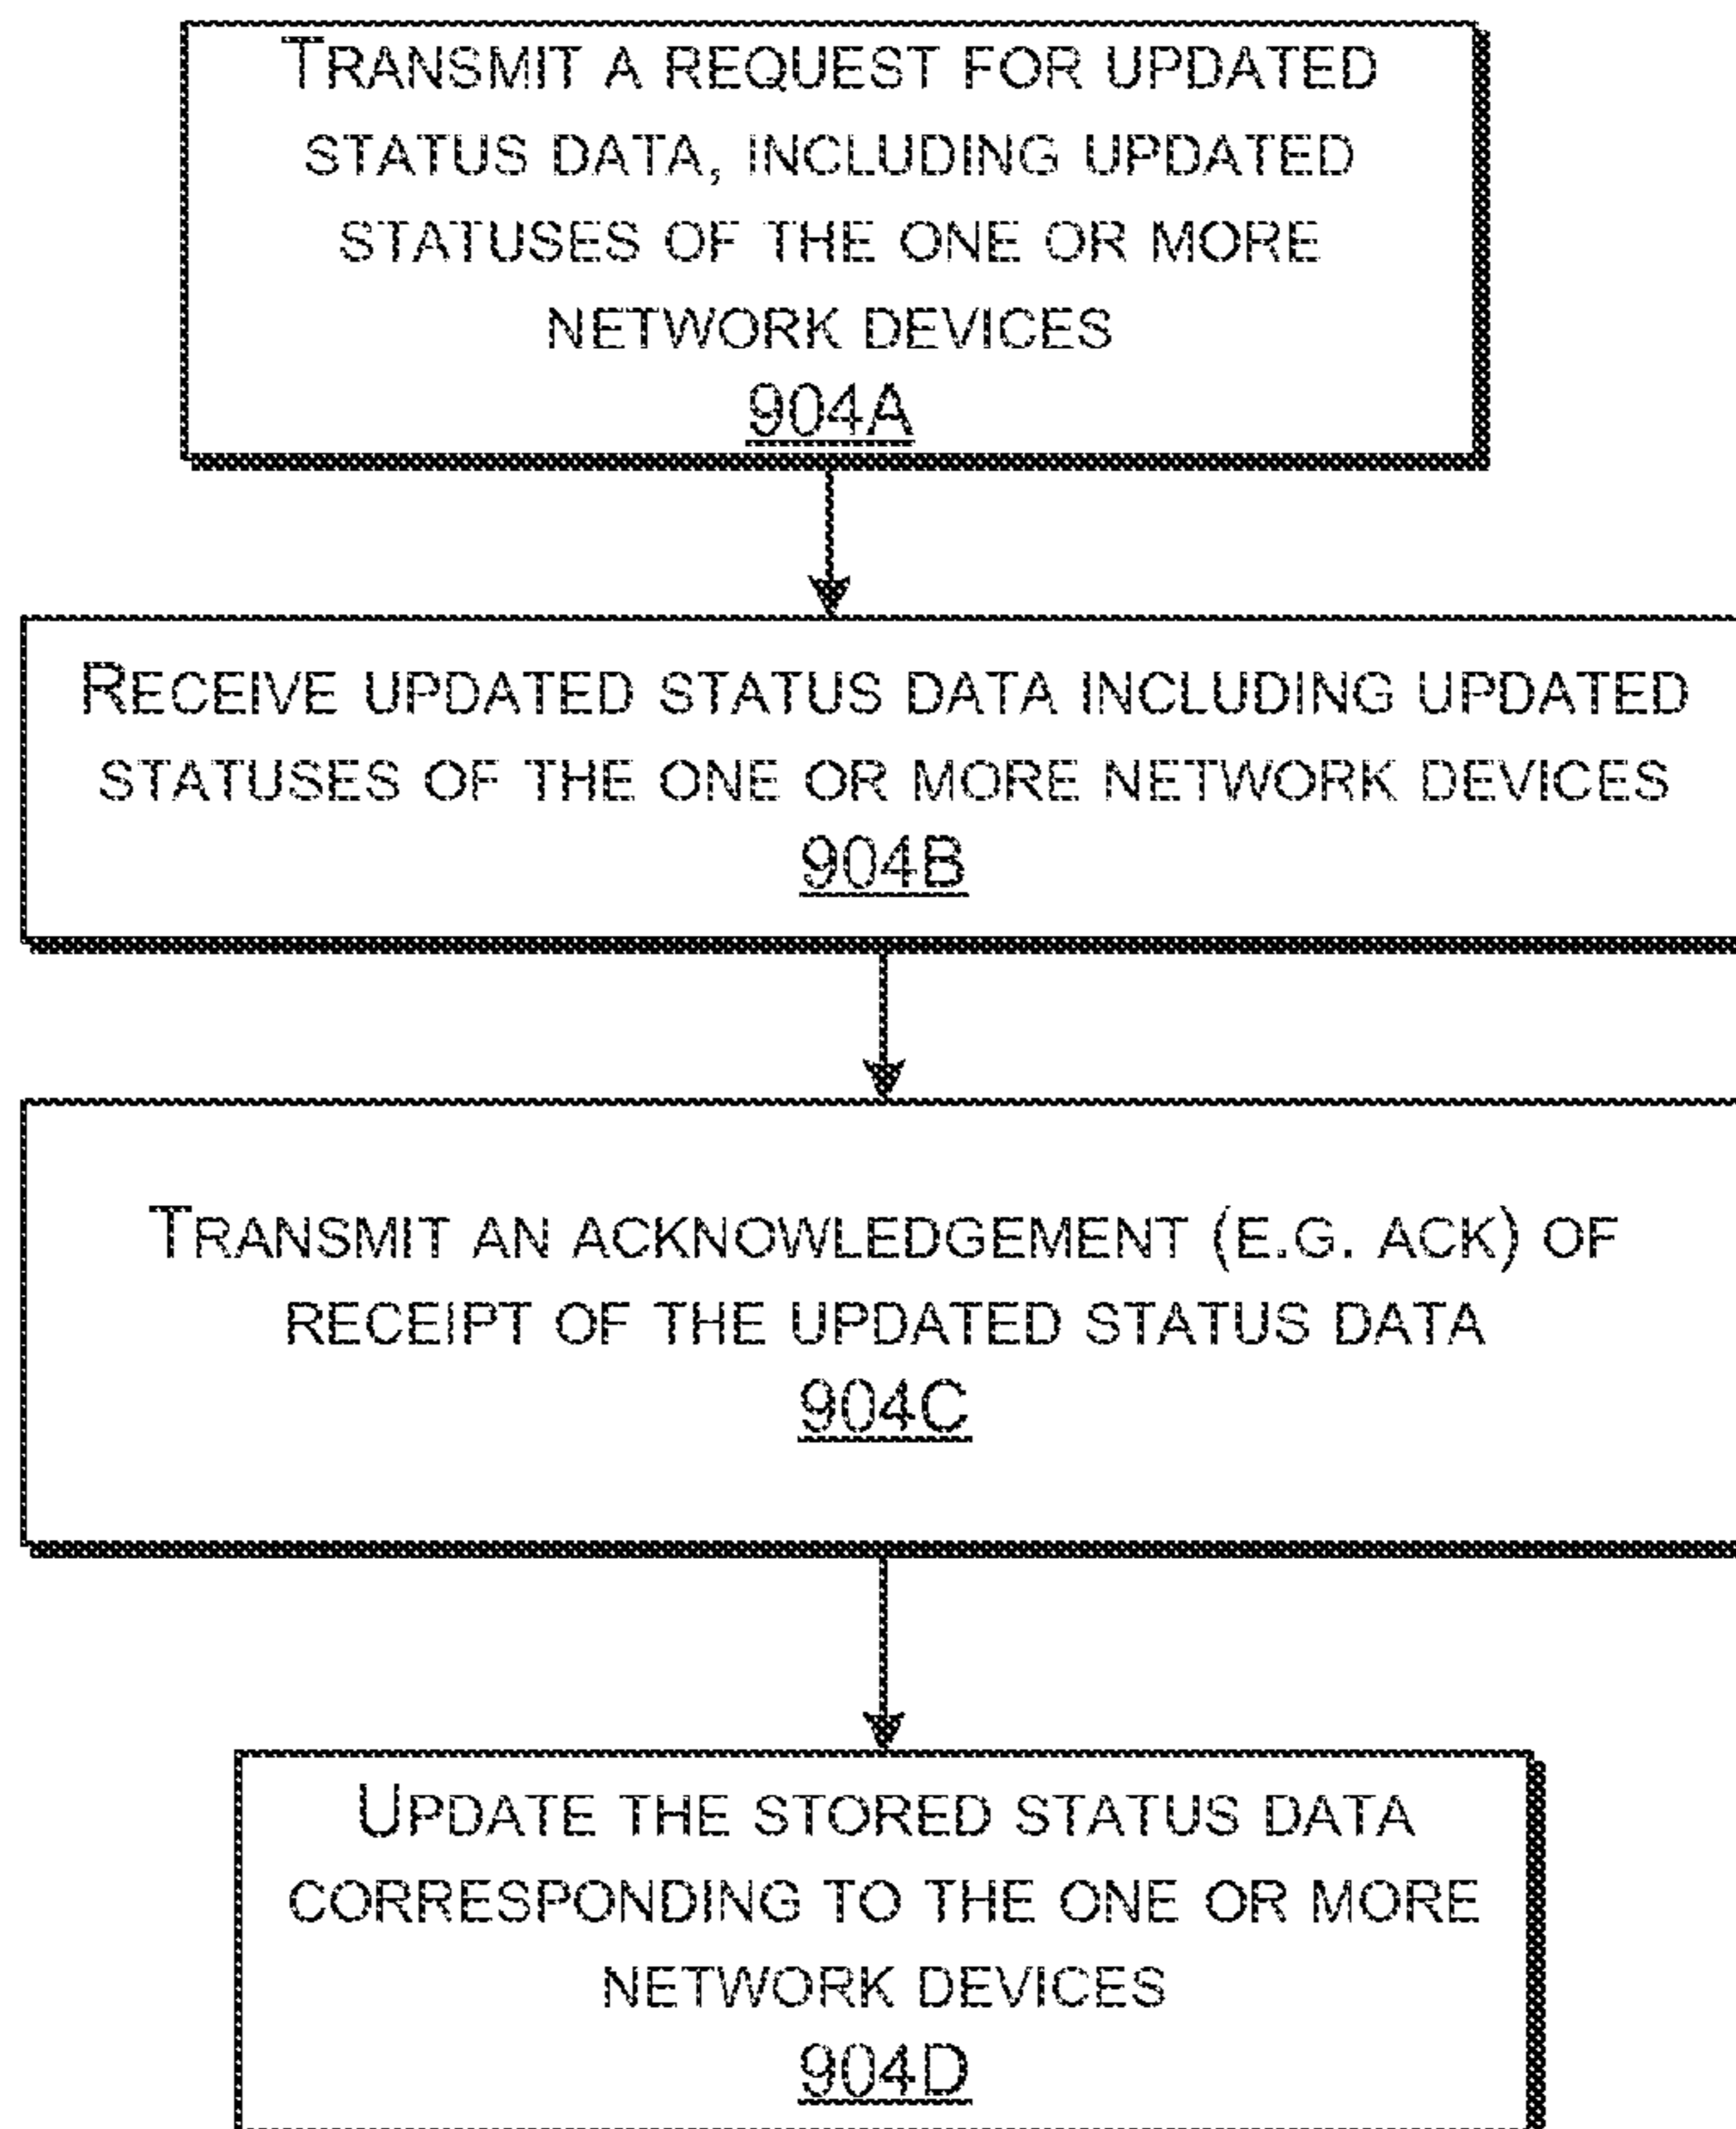 TRANSMIT A REQUEST FOR UPDATED
STATUS DATA, INCLUDING UPDATED
STATUSES OF THE ONE OR MORE
NETWORK DEVICES
904A
RECEIVE UPDATED STATUS DATA INCLUDING UPDATED
STATUSES OF THE ONE OR MORE NETWORK DEVICES
904B
TRANSMIT AN ACKNOWLEDGEMENT (E.G. ACK) OF
RECEIPT OF THE UPDATED STATUS DATA
904C
UPDATE THE STORED STATUS DATA
CORRESPONDING TO THE ONE OR MORE
NETWORK DEVICES
904D